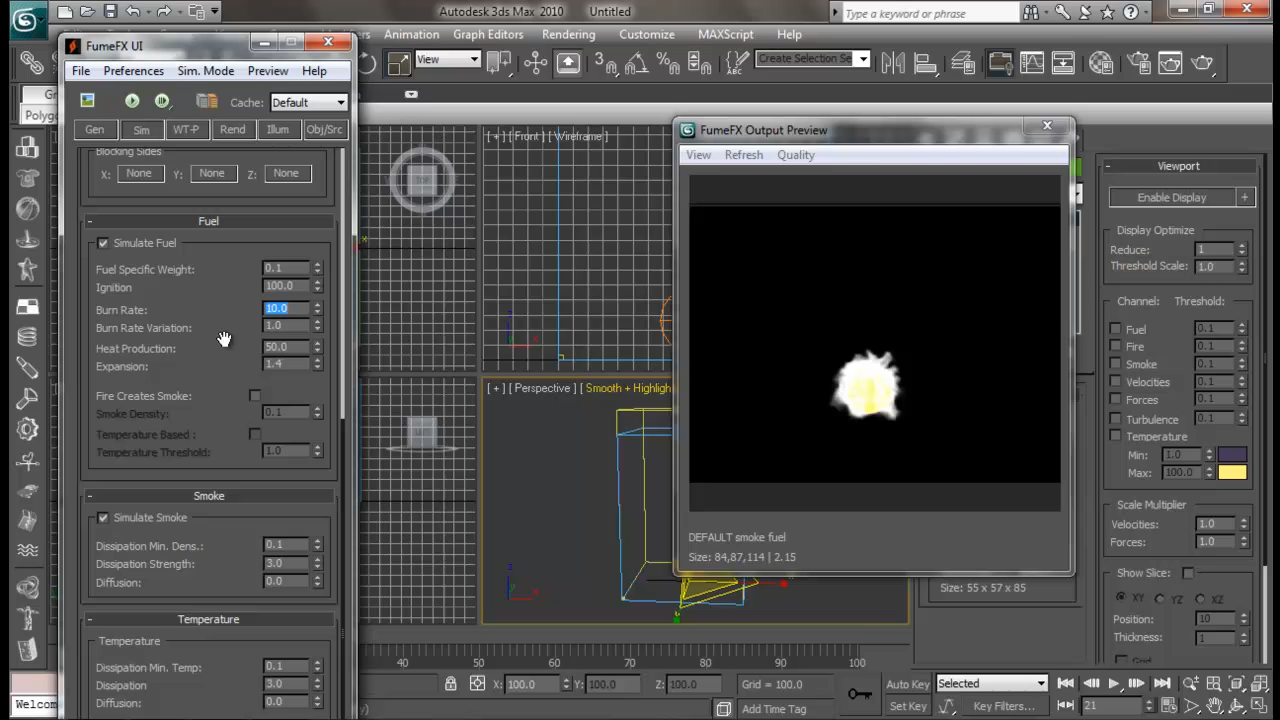 Autodesk 3ds Max 2010 Untitled
Type a keyword or phrase
FumeFX UI
Animation Graph Editors Rendering Customize MAXScript Help
File Preferences Sim. Mode Preview Help
View
Create Selection Se
Cache: Default
Gen Sim WT-P Rend Illum Obj/Src
Polyg
Blocking Sides
X: None Y: None Z: None
Fuel
Simulate Fuel
Fuel Specific Weight: 0.1
Ignition 100.0
Burn Rate: 10.0
Burn Rate Variation: 1.0
Heat Production: 50.0
Expansion: 1.4
Fire Creates Smoke:
Smoke Density: 0.1
Temperature Based :
Temperature Threshold: 1.0
Smoke
Simulate Smoke
Dissipation Min. Dens.: 0.1
Dissipation Strength: 3.0
Diffusion: 0.0
Temperature
Temperature
Dissipation Min. Temp: 0.1
Dissipation 3.0
Diffusion: 0.0
[ + ] [ Front ] [ Wireframe ]
[ + ] [ Perspective ] [ Smooth + Highligh
FumeFX Output Preview
View Refresh Quality
DEFAULT smoke fuel
Size: 84,87,114 | 2.15
Size: 55 x 57 x 85
Viewport
Enable Display +
Display Optimize
Reduce: 1
Threshold Scale: 1.0
Channel: Threshold:
Fuel 0.1
Fire 0.1
Smoke 0.1
Velocities 0.1
Forces 0.1
Turbulence 0.1
Temperature
Min: 1.0
Max: 100.0
Scale Multiplier
Velocities: 1.0
Forces: 1.0
Show Slice:
XY YZ XZ
Position: 10
Thickness: 1
40 50 60 70 80 90 100
X: 100.0 Y: 100.0 Z: 100.0 Grid = 100.0
Add Time Tag
Auto Key Selected
Set Key Key Filters...
21
Welcome